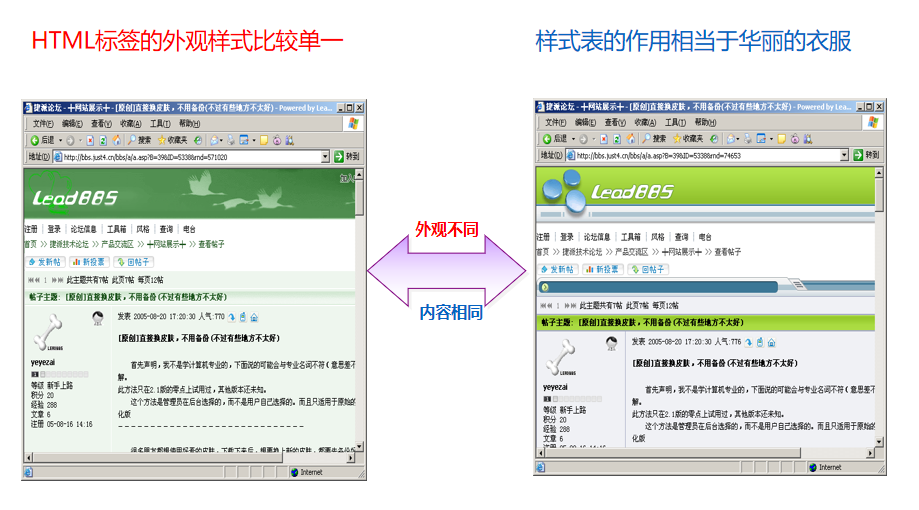 HTML标签的外观样式比较单一
样式表的作用相当于华丽的衣服
捷派论坛 - ╋网站展示╋ - [原创]直接换皮肤，不用备份(不过有些地方不太好) - Powered by Lea...
文件(F) 编辑(E) 查看(V) 收藏(A) 工具(T) 帮助(H)
后退 搜索 收藏夹
地址(D) http://bbs.just4.cn/bbs/a/a.asp?B=39&ID=5338&rnd=571020 转到
LeadBBS
注册 | 登录 | 论坛信息 | 工具箱 | 风格 | 查询 | 电台
首页 >> 捷派技术论坛 >> 产品交流区 >> ╋网站展示╋ >> 查看帖子
发新帖 新投票 回帖子
1 此主题共有7帖 此页7帖 每页12帖
帖子主题: [原创]直接换皮肤，不用备份(不过有些地方不太好)
发表 2005-08-20 17:20:30 人气:770
[原创]直接换皮肤，不用备份(不过有些地方不太好)
yeyezai
等级 新手上路
积分 20
经验 288
文章 6
注册 05-08-16 14:16
首先声明，我不是学计算机专业的，下面说的可能会与专业名词不符(意思差不
解。
此方法只在2.1版的零点上试用过，其他版本还未知。
这个方法是管理员在后台选择的，而不是用户自己选择的。而且只适用于原始的
化版
Internet
外观不同
内容相同
捷派论坛 - ╋网站展示╋ - [原创]直接换皮肤，不用备份(不过有些地方不太好) - Powered by Lea...
文件(F) 编辑(E) 查看(V) 收藏(A) 工具(T) 帮助(H)
后退 搜索 收藏夹
地址(D) http://bbs.just4.cn/bbs/a/a.asp?B=39&ID=5338&rnd=74653 转到
LeadBBS
注册 | 登录 | 论坛信息 | 工具箱 | 风格 | 查询 | 电台
首页 >> 捷派技术论坛 >> 产品交流区 >> ╋网站展示╋ >> 查看帖子
发新帖 新投票 回帖子
1 此主题共有7帖 此页7帖 每页12帖
帖子主题: [原创]直接换皮肤，不用备份(不过有些地方不太好)
发表 2005-08-20 17:20:30 人气:776
[原创]直接换皮肤，不用备份(不过有些地方不太好)
yeyezai
等级 新手上路
积分 20
经验 288
文章 6
首先声明，我不是学计算机专业的，下面说的可能会与专业名词不符(意思差不
解。
此方法只在2.1版的零点上试用过，其他版本还未知。
这个方法是管理员在后台选择的，而不是用户自己选择的。而且只适用于原始的
化版
Internet